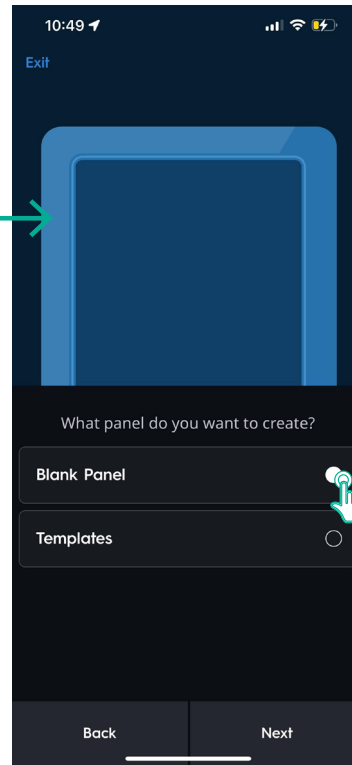 10:49
Exit
What panel do you want to create?
Blank Panel
Templates
Back Next